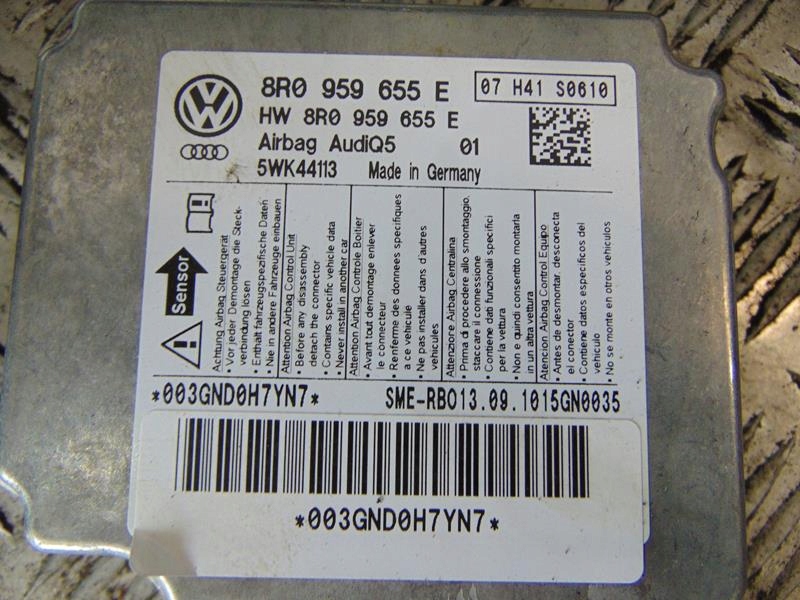 8R0 959 655 E
07 H41 S0610
HW 8R0 959 655 E
Airbag AudiQ5 01
5WK44113 Made in Germany
Sensor
Achtung Airbag Steuergerät
• Vor jeder Demontage die Steck-
verbindung lösen
• Enthält fahrzeugspezifische Daten
• Nie in andere Fahrzeuge einbauen
Attention Airbag Control Unit
• Before any disassembly
detach the connector
• Contains specific vehicle data
• Never install in another car
Attention Airbag Controle Boitier
• Avant tout demontage enlever
le connecteur
• Renferme des donnees specifiques
a ce vehicule
• Ne pas installer dans d'autres
vehicules
Attenzione Airbag Centralina
• Prima di procedere allo smontaggio,
staccare il connessione
• Contiene dati funzionali specifici
per la vettura
• Non e quindi consentito montarla
in un altra vettura
Atencion Airbag Control Equipo
• Antes de desmontar, desconecta
el conector
• Contiene datos especificos del
vehiculo
• No se monte en otros vehiculos
*003GND0H7YN7* SME-RBO13.09.1015GN0035
*003GND0H7YN7*